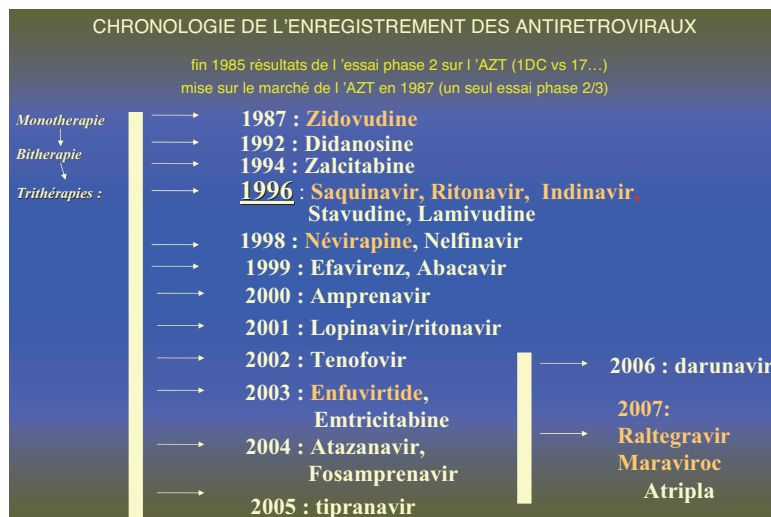 CHRONOLOGIE DE L'ENREGISTREMENT DES ANTIRETROVIRAUX
fin 1985 résultats de l 'essai phase 2 sur l 'AZT (1DC vs 17…)
mise sur le marché de l 'AZT en 1987 (un seul essai phase 2/3)
Monotherapie
Bitherapie
Trithérapies :
1987 : Zidovudine
1992 : Didanosine
1994 : Zalcitabine
1996 : Saquinavir, Ritonavir, Indinavir,
Stavudine, Lamivudine
1998 : Névirapine, Nelfinavir
1999 : Efavirenz, Abacavir
2000 : Amprenavir
2001 : Lopinavir/ritonavir
2002 : Tenofovir
2003 : Enfuvirtide,
Emtricitabine
2004 : Atazanavir,
Fosamprenavir
2005 : tipranavir
2006 : darunavir
2007:
Raltegravir
Maraviroc
Atripla